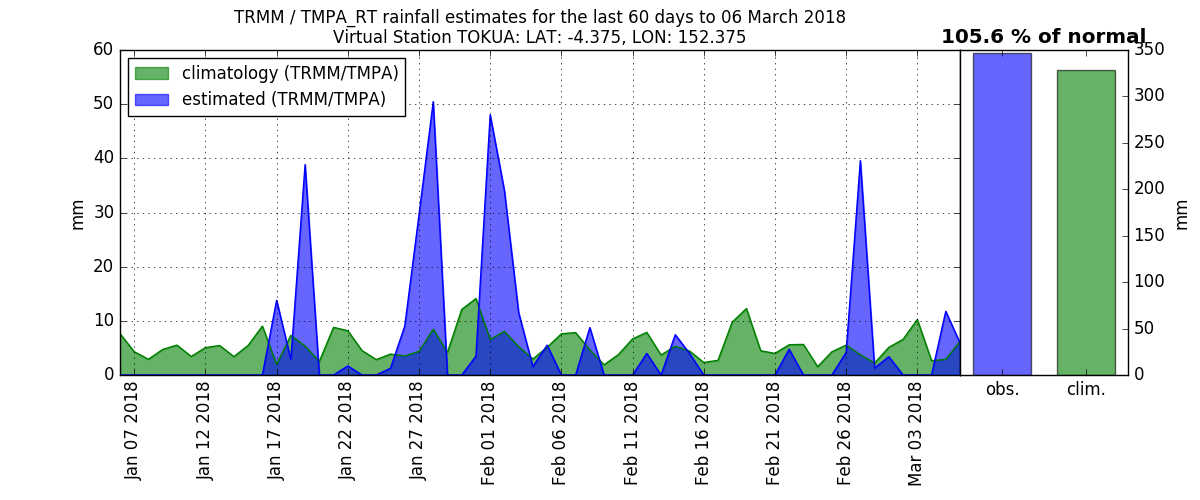 TRMM / TMPA_RT rainfall estimates for the last 60 days to 06 March 2018
Virtual Station TOKUA: LAT: -4.375, LON: 152.375
105.6 % of normal
climatology (TRMM/TMPA)
estimated (TRMM/TMPA)
60
50
40
30
20
10
0
mm
Jan 07 2018
Jan 12 2018
Jan 17 2018
Jan 22 2018
Jan 27 2018
Feb 01 2018
Feb 06 2018
Feb 11 2018
Feb 16 2018
Feb 21 2018
Feb 26 2018
Mar 03 2018
obs.
clim.
350
300
250
200
150
100
50
0
mm